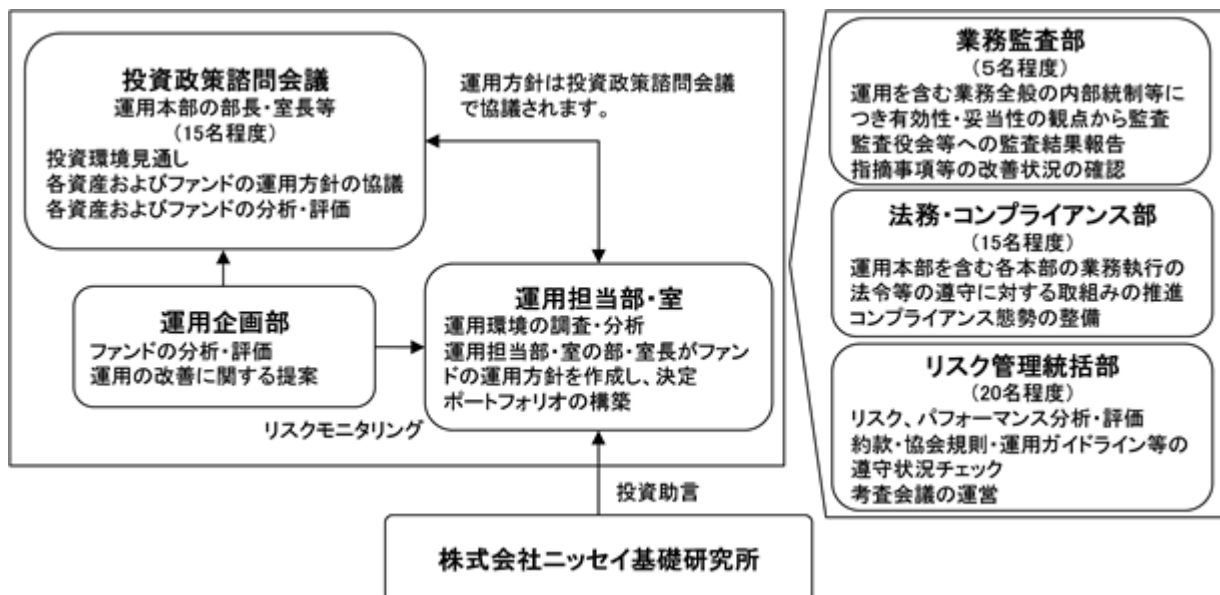 投資政策諮問会議
運用本部の部長・室長等
(15名程度)
投資環境見通し
各資産およびファンドの運用方針の協議
各資産およびファンドの分析・評価
運用方針は投資政策諮問会議
で協議されます。
運用企画部
ファンドの分析・評価
運用の改善に関する提案
運用担当部・室
運用環境の調査・分析
運用担当部・室の部・室長がファン
ドの運用方針を作成し、決定
ポートフォリオの構築
リスクモニタリング
投資助言
株式会社ニッセイ基礎研究所
業務監査部
(5名程度)
運用を含む業務全般の内部統制等に
つき有効性・妥当性の観点から監査
監査役会等への監査結果報告
指摘事項等の改善状況の確認
法務・コンプライアンス部
(15名程度)
運用本部を含む各本部の業務執行の
法令等の遵守に対する取組みの推進
コンプライアンス態勢の整備
リスク管理統括部
(20名程度)
リスク、パフォーマンス分析・評価
約款・協会規則・運用ガイドライン等の
遵守状況チェック
考査会議の運営